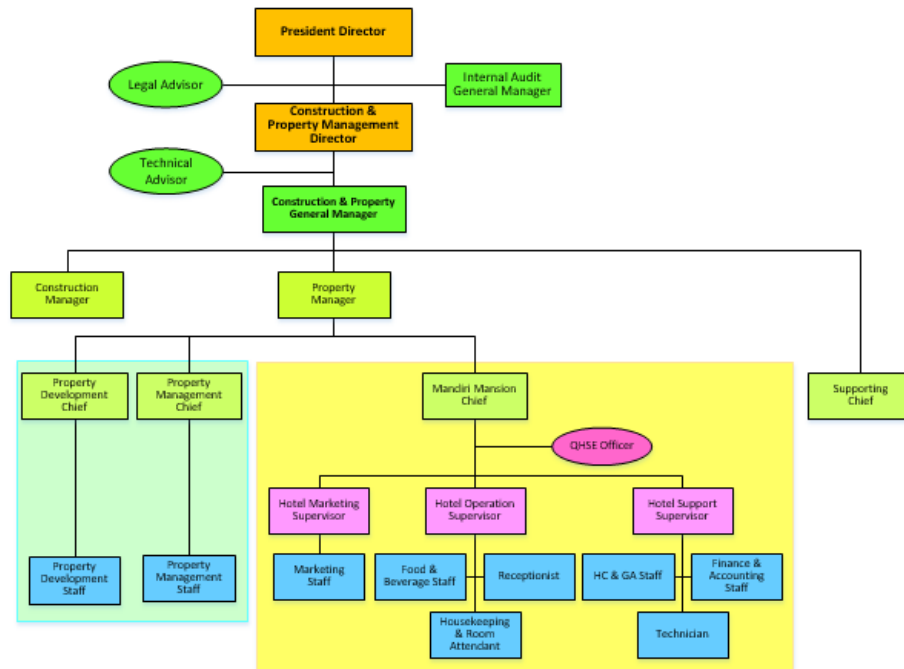 President Director
Legal Advisor
Internal Audit
General Manager
Construction &
Property Management
Director
Technical
Advisor
Construction & Property
General Manager
Construction
Manager
Property
Manager
Property
Development
Chief
Property
Management
Chief
Mandiri Mansion
Chief
Supporting
Chief
QHSE Officer
Hotel Marketing
Supervisor
Hotel Operation
Supervisor
Hotel Support
Supervisor
Property
Development
Staff
Property
Management
Staff
Marketing
Staff
Food &
Beverage Staff
Receptionist
HC & GA Staff
Finance &
Accounting
Staff
Housekeeping
& Room
Attendant
Technician